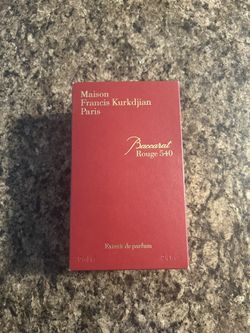 Maison
Francis Kurkdjian
Paris
Baccarat
Rouge 540
Extrait de parfum